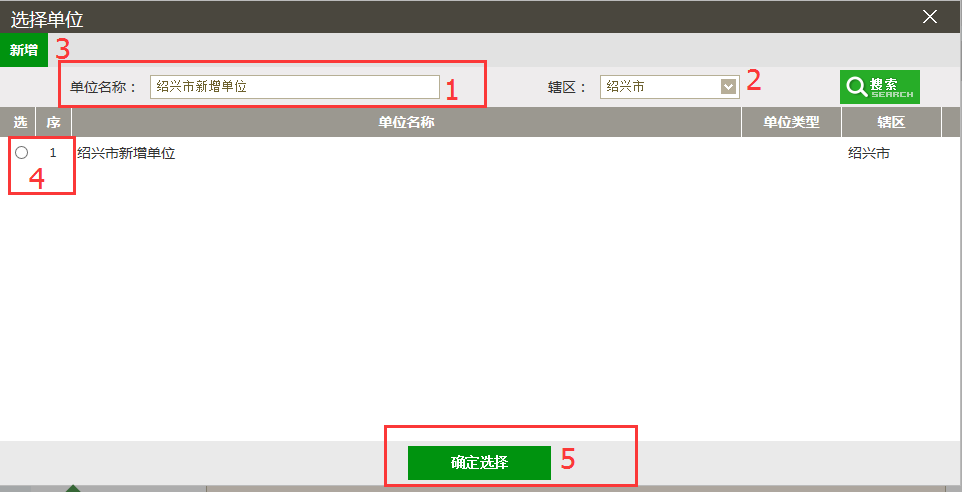 选择单位
新增 3
单位名称： 绍兴市新增单位 1 辖区： 绍兴市 2 搜索 SEARCH
选 序 单位名称 单位类型 辖区
1 绍兴市新增单位 绍兴市
4
确定选择 5